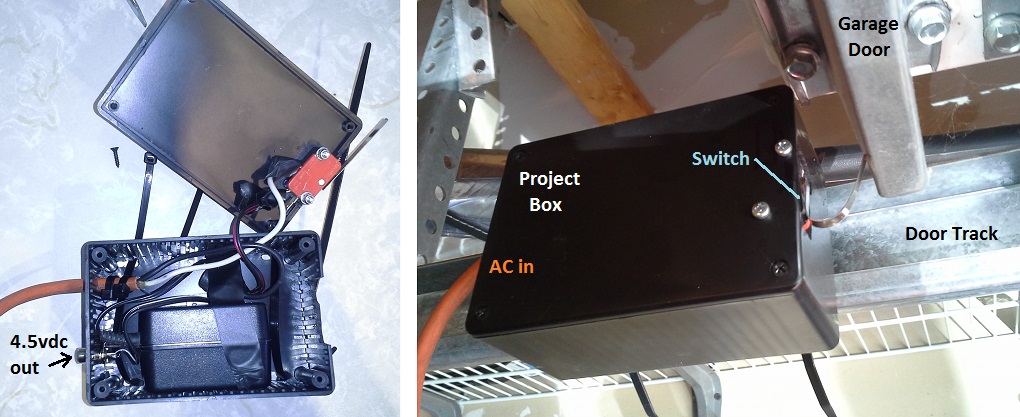 4.5vdc
out
Garage
Door
Switch
Project
Box
Door Track
AC in